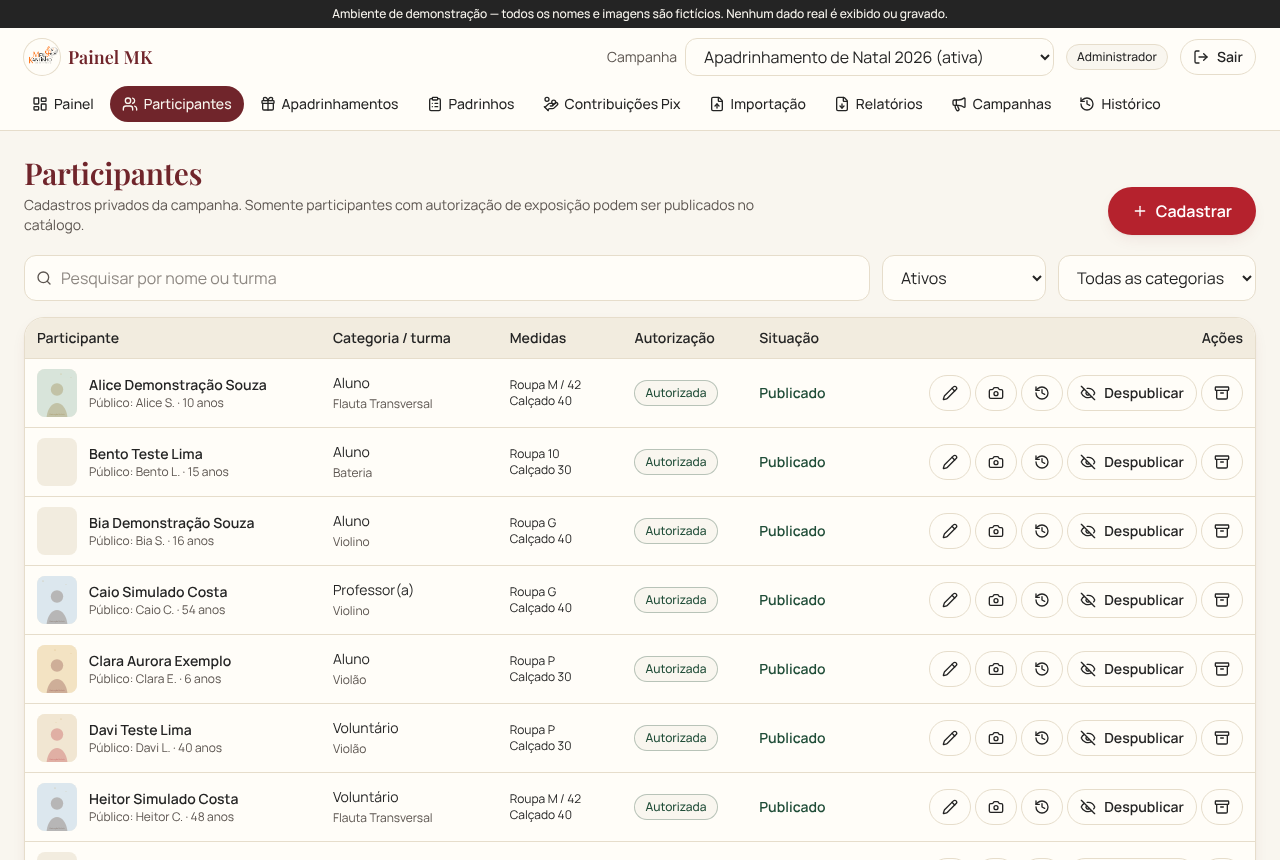 Ambiente de demonstração — todos os nomes e imagens são fictícios. Nenhum dado real é exibido ou gravado.
Painel MK
Campanha
Apadrinhamento de Natal 2026 (ativa)
Administrador
Sair
Painel
Participantes
Apadrinhamentos
Padrinhos
Contribuições Pix
Importação
Relatórios
Campanhas
Histórico
Participantes
Cadastros privados da campanha. Somente participantes com autorização de exposição podem ser publicados no
catálogo.
Cadastrar
Pesquisar por nome ou turma
Ativos
Todas as categorias
Participante Categoria / turma Medidas Autorização Situação Ações
Alice Demonstração Souza
Público: Alice S. · 10 anos
Aluno
Flauta Transversal
Roupa M / 42
Calçado 40
Autorizada
Publicado
Despublicar
Bento Teste Lima
Público: Bento L. · 15 anos
Aluno
Bateria
Roupa 10
Calçado 30
Autorizada
Publicado
Despublicar
Bia Demonstração Souza
Público: Bia S. · 16 anos
Aluno
Violino
Roupa G
Calçado 40
Autorizada
Publicado
Despublicar
Caio Simulado Costa
Público: Caio C. · 54 anos
Professor(a)
Violino
Roupa G
Calçado 40
Autorizada
Publicado
Despublicar
Clara Aurora Exemplo
Público: Clara E. · 6 anos
Aluno
Violão
Roupa P
Calçado 30
Autorizada
Publicado
Despublicar
Davi Teste Lima
Público: Davi L. · 40 anos
Voluntário
Violão
Roupa P
Calçado 30
Autorizada
Publicado
Despublicar
Heitor Simulado Costa
Público: Heitor C. · 48 anos
Voluntário
Flauta Transversal
Roupa M / 42
Calçado 40
Autorizada
Publicado
Despublicar